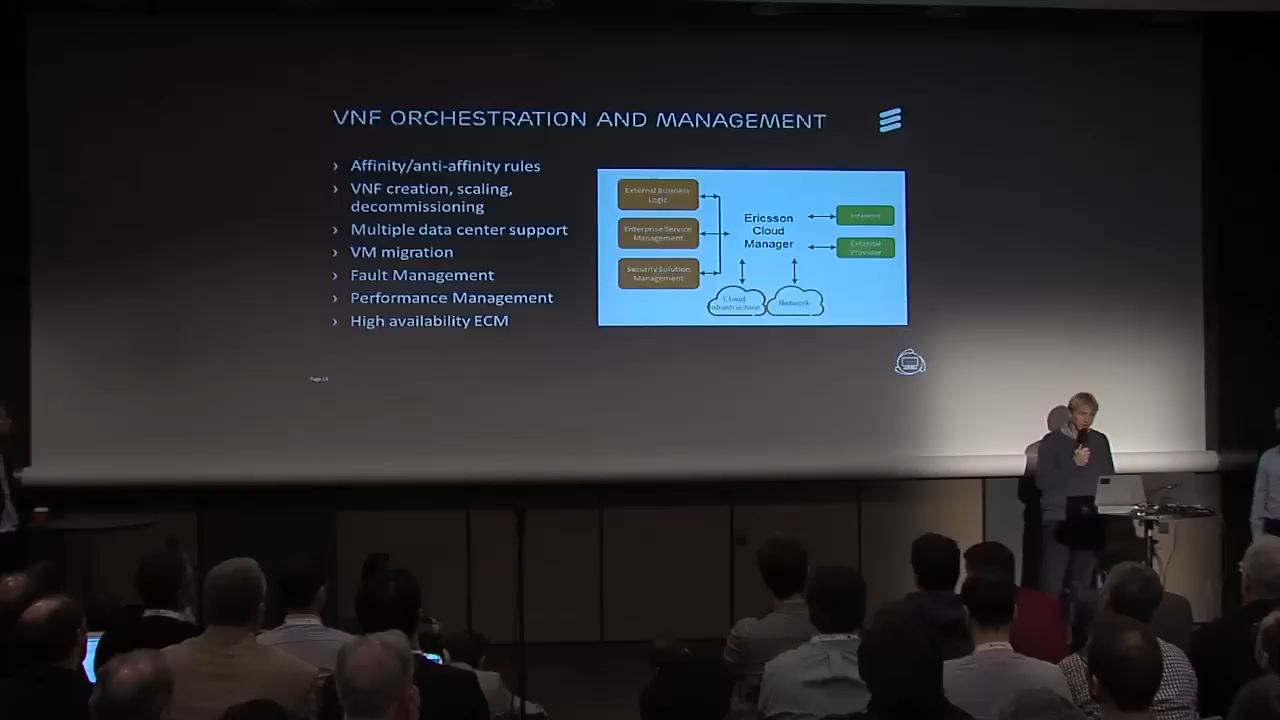 VNF ORCHESTRATION AND MANAGEMENT
› Affinity/anti-affinity rules
› VNF creation, scaling,
decommissioning
› Multiple data center support
› VM migration
› Fault Management
› Performance Management
› High availability ECM
External Business
Logic
Enterprise Service
Management
Security Solution
Management
Ericsson
Cloud
Manager
External
Provider
Cloud
Infrastructure
Network